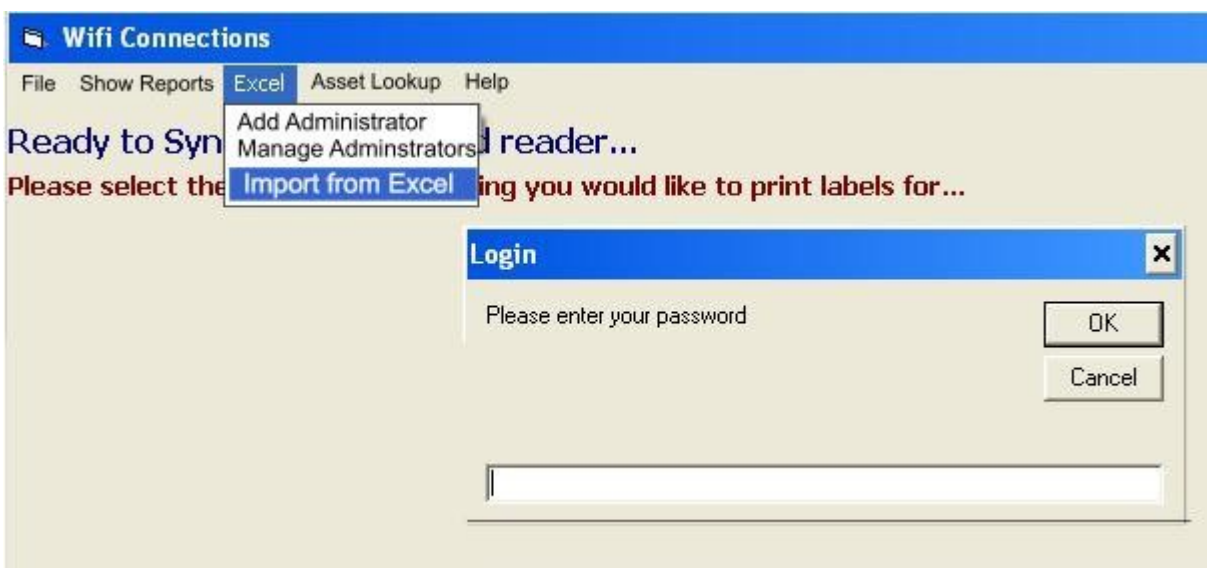 Wifi Connections
File Show Reports Excel Asset Lookup Help
Add Administrator
Manage Adminstrators
Import from Excel
Ready to Syn d reader...
Please select the ing you would like to print labels for...
Login
Please enter your password
OK
Cancel